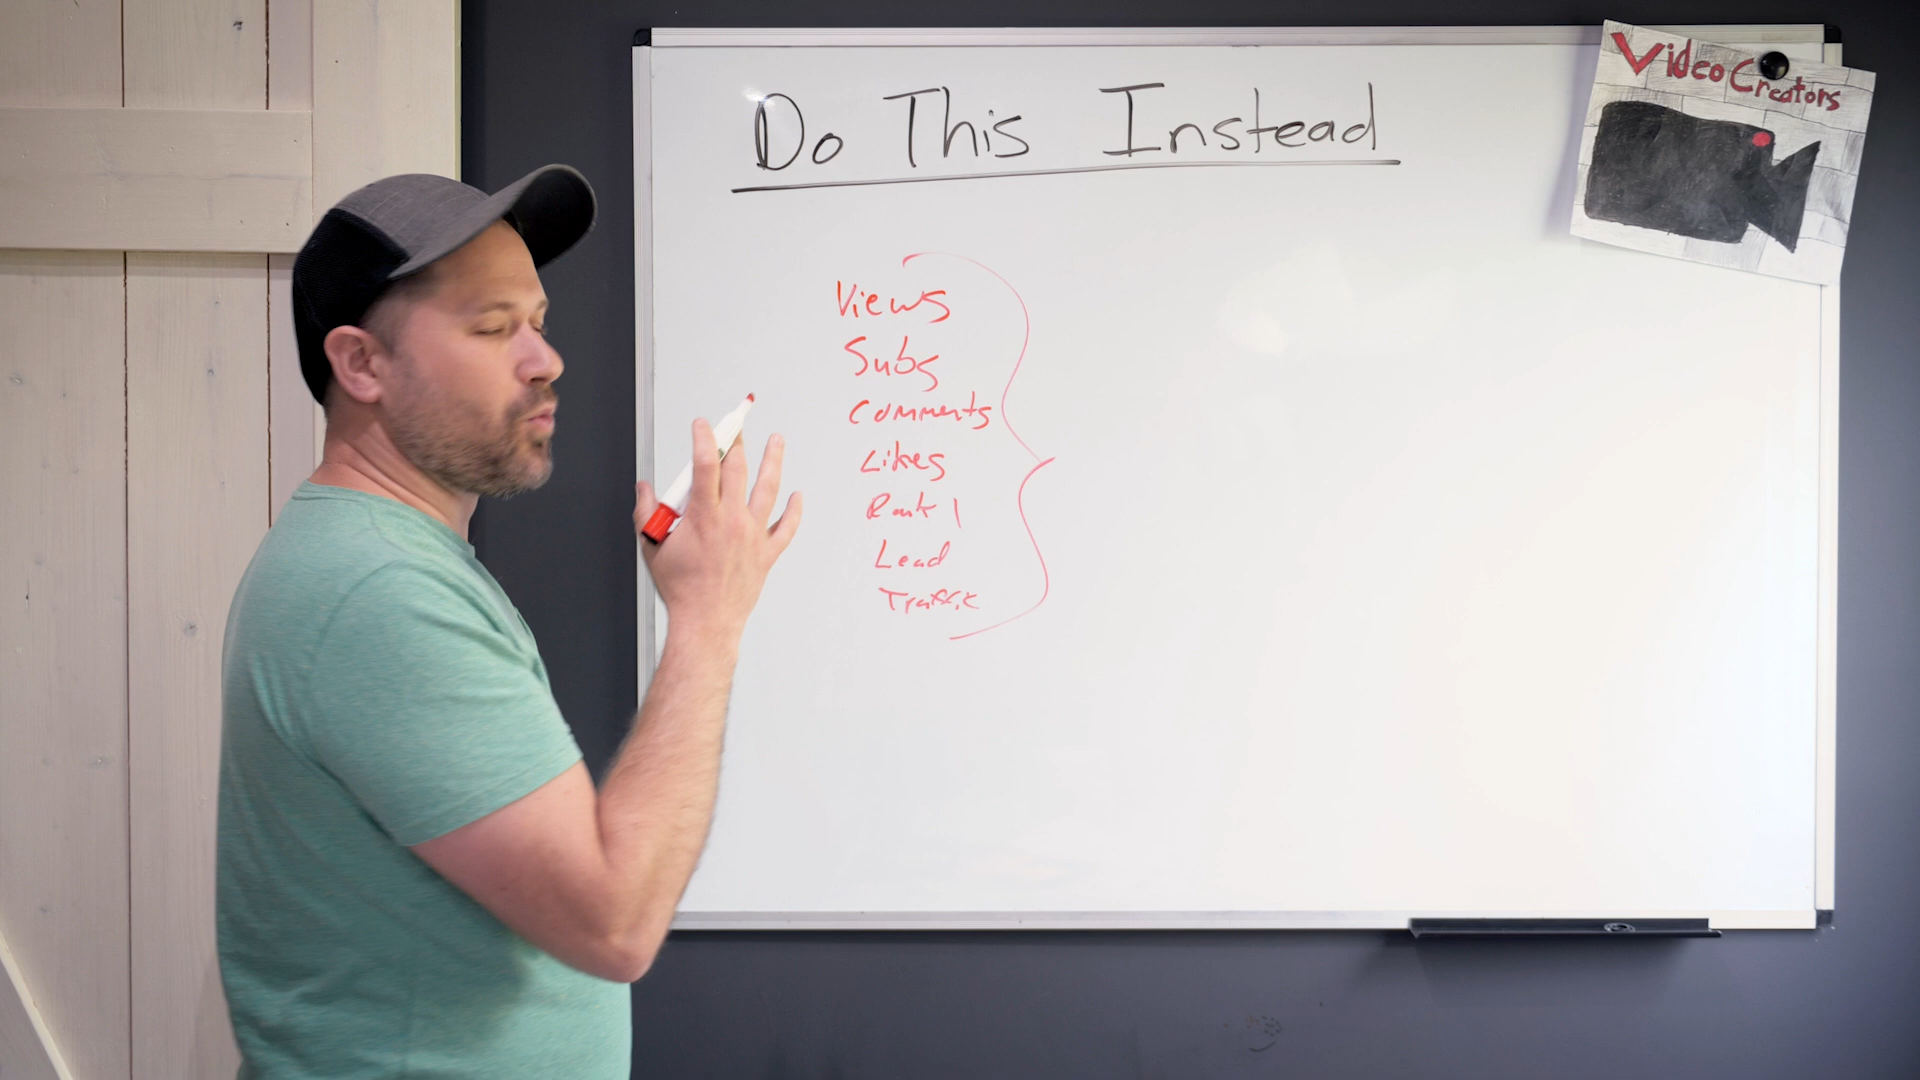 Do This Instead
Video Creators
Views
Subs
Comments
Likes
Rank 1
Lead
Traffic